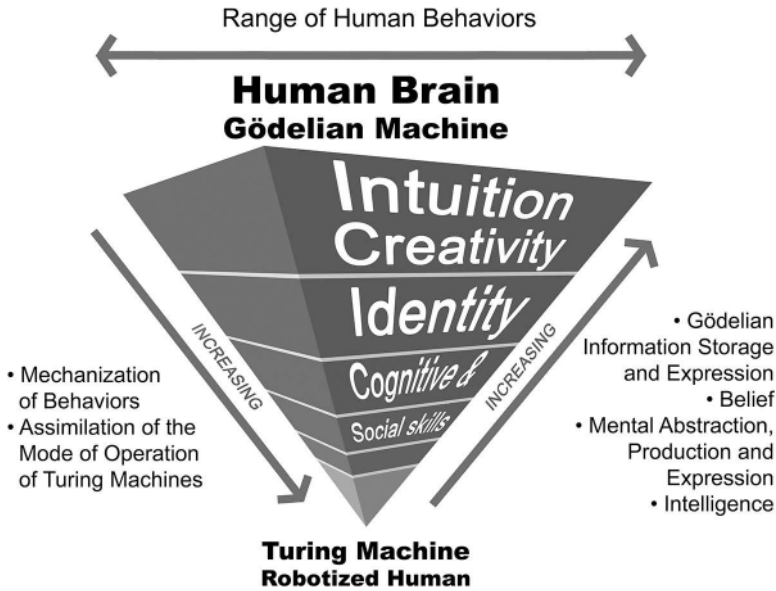 Range of Human Behaviors
Human Brain
Gödelian Machine
Intuition
Creativity
Identity
Cognitive &
Social skills
INCREASING
• Mechanization
of Behaviors
• Assimilation of the
Mode of Operation
of Turing Machines
INCREASING
• Gödelian
Information Storage
and Expression
• Belief
• Mental Abstraction,
Production and
Expression
• Intelligence
Turing Machine
Robotized Human